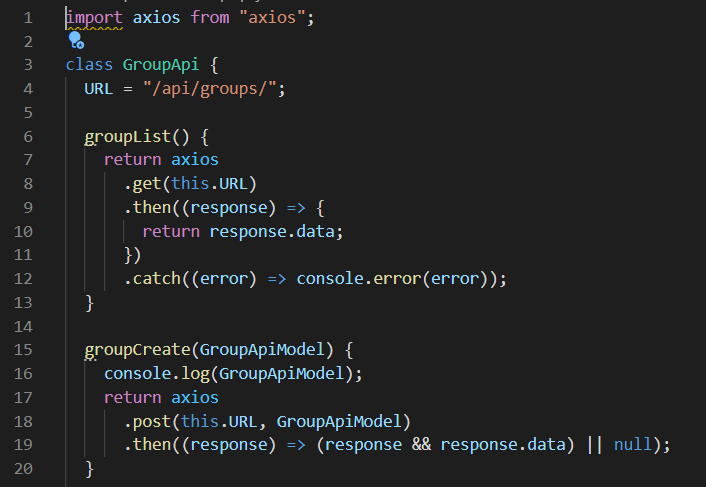 1 import axios from "axios";
2
3 class GroupApi {
4 URL = "/api/groups/";
5
6 groupList() {
7 return axios
8 .get(this.URL)
9 .then((response) => {
10 return response.data;
11 })
12 .catch((error) => console.error(error));
13 }
14
15 groupCreate(GroupApiModel) {
16 console.log(GroupApiModel);
17 return axios
18 .post(this.URL, GroupApiModel)
19 .then((response) => (response && response.data) || null);
20 }